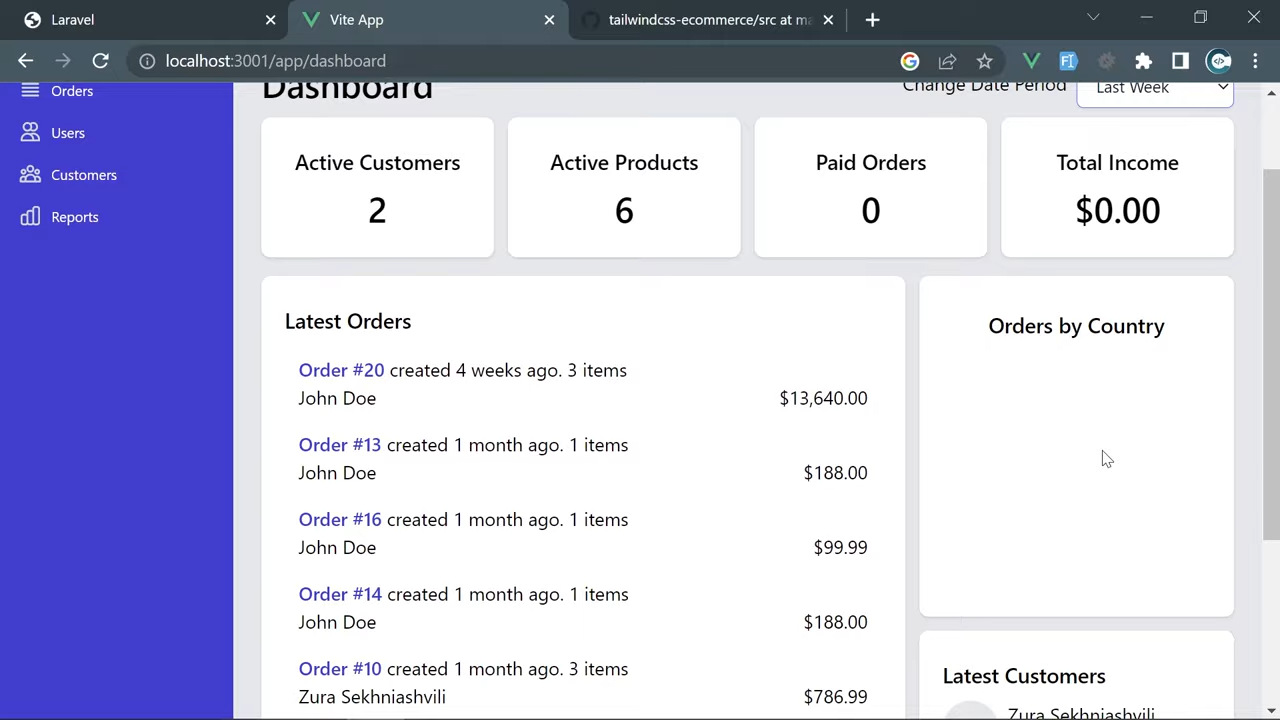 Laravel
Vite App
tailwindcss-ecommerce/src at ma
localhost:3001/app/dashboard
Orders
Users
Customers
Reports
Dashboard
Change Date Period
Last Week
Active Customers
2
Active Products
6
Paid Orders
0
Total Income
$0.00
Latest Orders
Order #20 created 4 weeks ago. 3 items
John Doe $13,640.00
Order #13 created 1 month ago. 1 items
John Doe $188.00
Order #16 created 1 month ago. 1 items
John Doe $99.99
Order #14 created 1 month ago. 1 items
John Doe $188.00
Order #10 created 1 month ago. 3 items
Zura Sekhniashvili $786.99
Orders by Country
Latest Customers
Zura Sekhniashvili